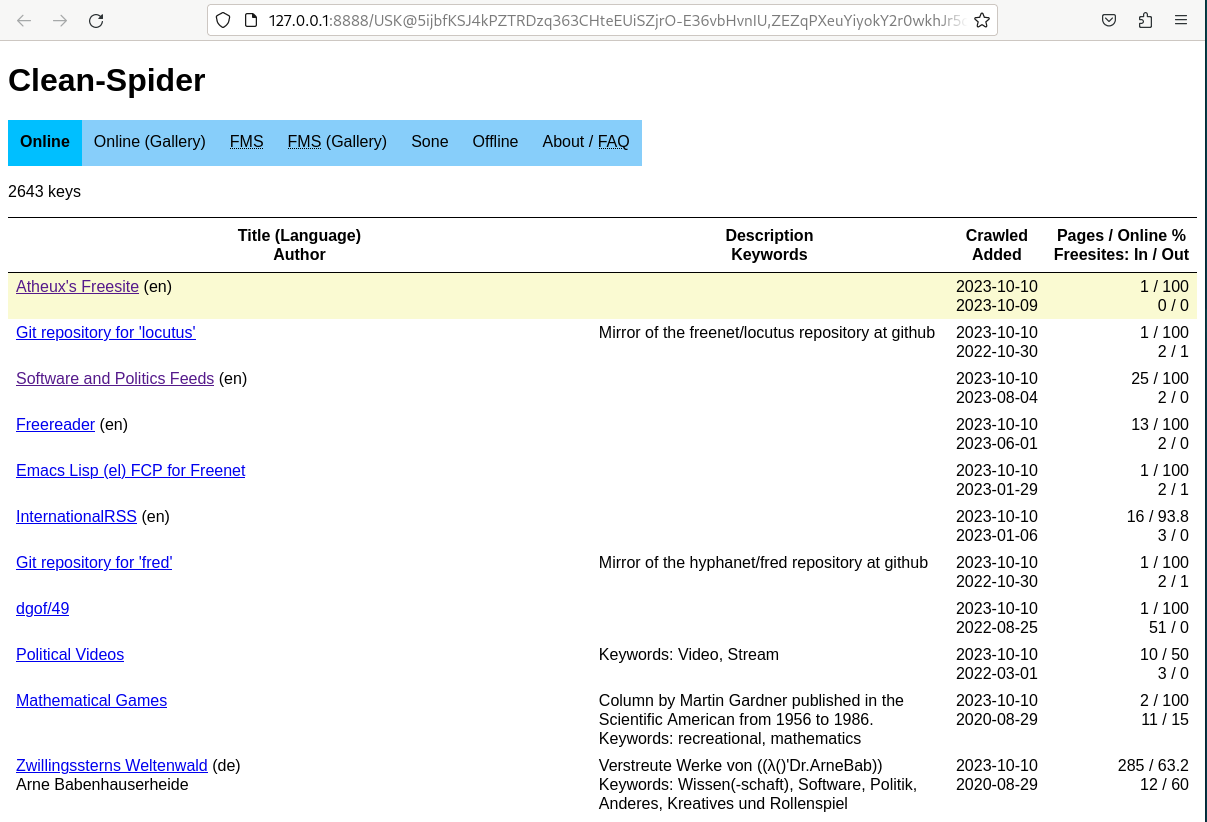 127.0.0.1:8888/USK@5ijbfKSJ4kPZTRDzq363CHteEUiSZjrO-E36vbHvnIU,ZEZqPXeuYiyokY2r0wkhJr5
Clean-Spider
Online Online (Gallery) FMS FMS (Gallery) Sone Offline About / FAQ
2643 keys
Title (Language) Description Crawled Pages / Online %
Author Keywords Added Freesites: In / Out
Atheux's Freesite (en) 2023-10-10 1 / 100
2023-10-09 0 / 0
Git repository for 'locutus' Mirror of the freenet/locutus repository at github 2023-10-10 1 / 100
2022-10-30 2 / 1
Software and Politics Feeds (en) 2023-10-10 25 / 100
2023-08-04 2 / 0
Freereader (en) 2023-10-10 13 / 100
2023-06-01 2 / 0
Emacs Lisp (el) FCP for Freenet 2023-10-10 1 / 100
2023-01-29 2 / 1
InternationalRSS (en) 2023-10-10 16 / 93.8
2023-01-06 3 / 0
Git repository for 'fred' Mirror of the hyphanet/fred repository at github 2023-10-10 1 / 100
2022-10-30 2 / 1
dgof/49 2023-10-10 1 / 100
2022-08-25 51 / 0
Political Videos Keywords: Video, Stream 2023-10-10 10 / 50
2022-03-01 3 / 0
Mathematical Games Column by Martin Gardner published in the 2023-10-10 2 / 100
Scientific American from 1956 to 1986. 2020-08-29 11 / 15
Keywords: recreational, mathematics
Zwillingssterns Weltenwald (de) Verstreute Werke von ((λ()'Dr.ArneBab)) 2023-10-10 285 / 63.2
Arne Babenhauserheide Keywords: Wissen(-schaft), Software, Politik, 2020-08-29 12 / 60
Anderes, Kreatives und Rollenspiel